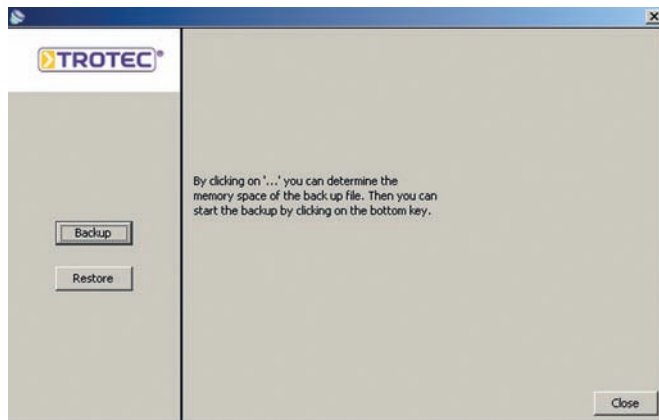 TROTEC®
By clicking on '...' you can determine the
memory space of the back up file. Then you can
start the backup by clicking on the bottom key.
Backup
Restore
Close